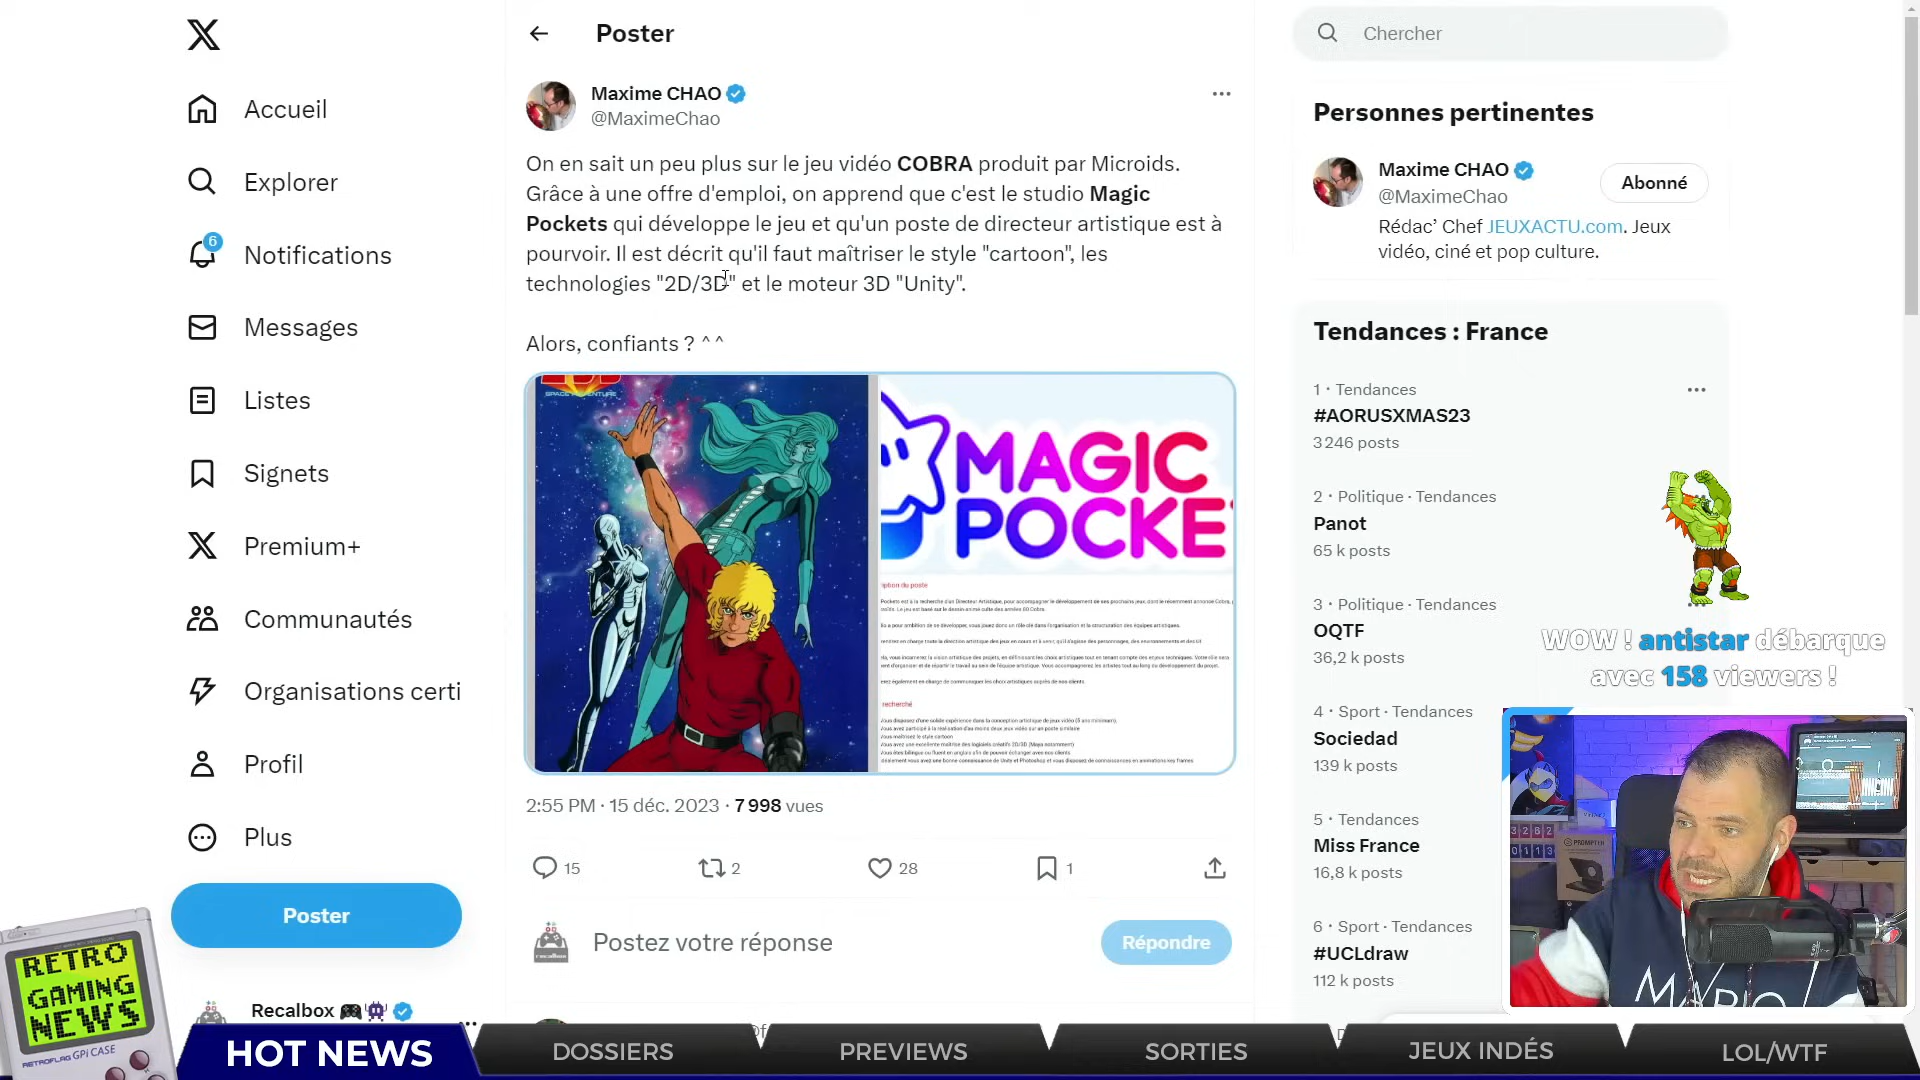 Poster
Chercher
Maxime CHAO
@MaximeChao
On en sait un peu plus sur le jeu vidéo COBRA produit par Microids.
Grâce à une offre d'emploi, on apprend que c'est le studio Magic
Pockets qui développe le jeu et qu'un poste de directeur artistique est à
pourvoir. Il est décrit qu'il faut maîtriser le style "cartoon", les
technologies "2D/3D" et le moteur 3D "Unity".
Alors, confiants ? ^^
SPACE ADVENTURE
MAGIC
POCKE
2:55 PM · 15 déc. 2023 · 7 998 vues
15
2
28
1
Postez votre réponse
Répondre
Accueil
Explorer
6
Notifications
Messages
Listes
Signets
Premium+
Communautés
Organisations certi
Profil
Plus
Poster
Recalbox
Personnes pertinentes
Maxime CHAO
@MaximeChao
Abonné
Rédac’ Chef JEUXACTU.com. Jeux
vidéo, ciné et pop culture.
Tendances : France
1 · Tendances
#AORUSXMAS23
3 246 posts
2 · Politique · Tendances
Panot
65 k posts
3 · Politique · Tendances
OQTF
36,2 k posts
4 · Sport · Tendances
Sociedad
139 k posts
5 · Tendances
Miss France
16,8 k posts
6 · Sport · Tendances
#UCLdraw
112 k posts
WOW ! antistar débarque
avec 158 viewers !
PROMPTER
MARIO
RETRO
GAMING
NEWS
RETROFLAG GPi CASE
HOT NEWS
DOSSIERS
PREVIEWS
SORTIES
JEUX INDÉS
LOL/WTF